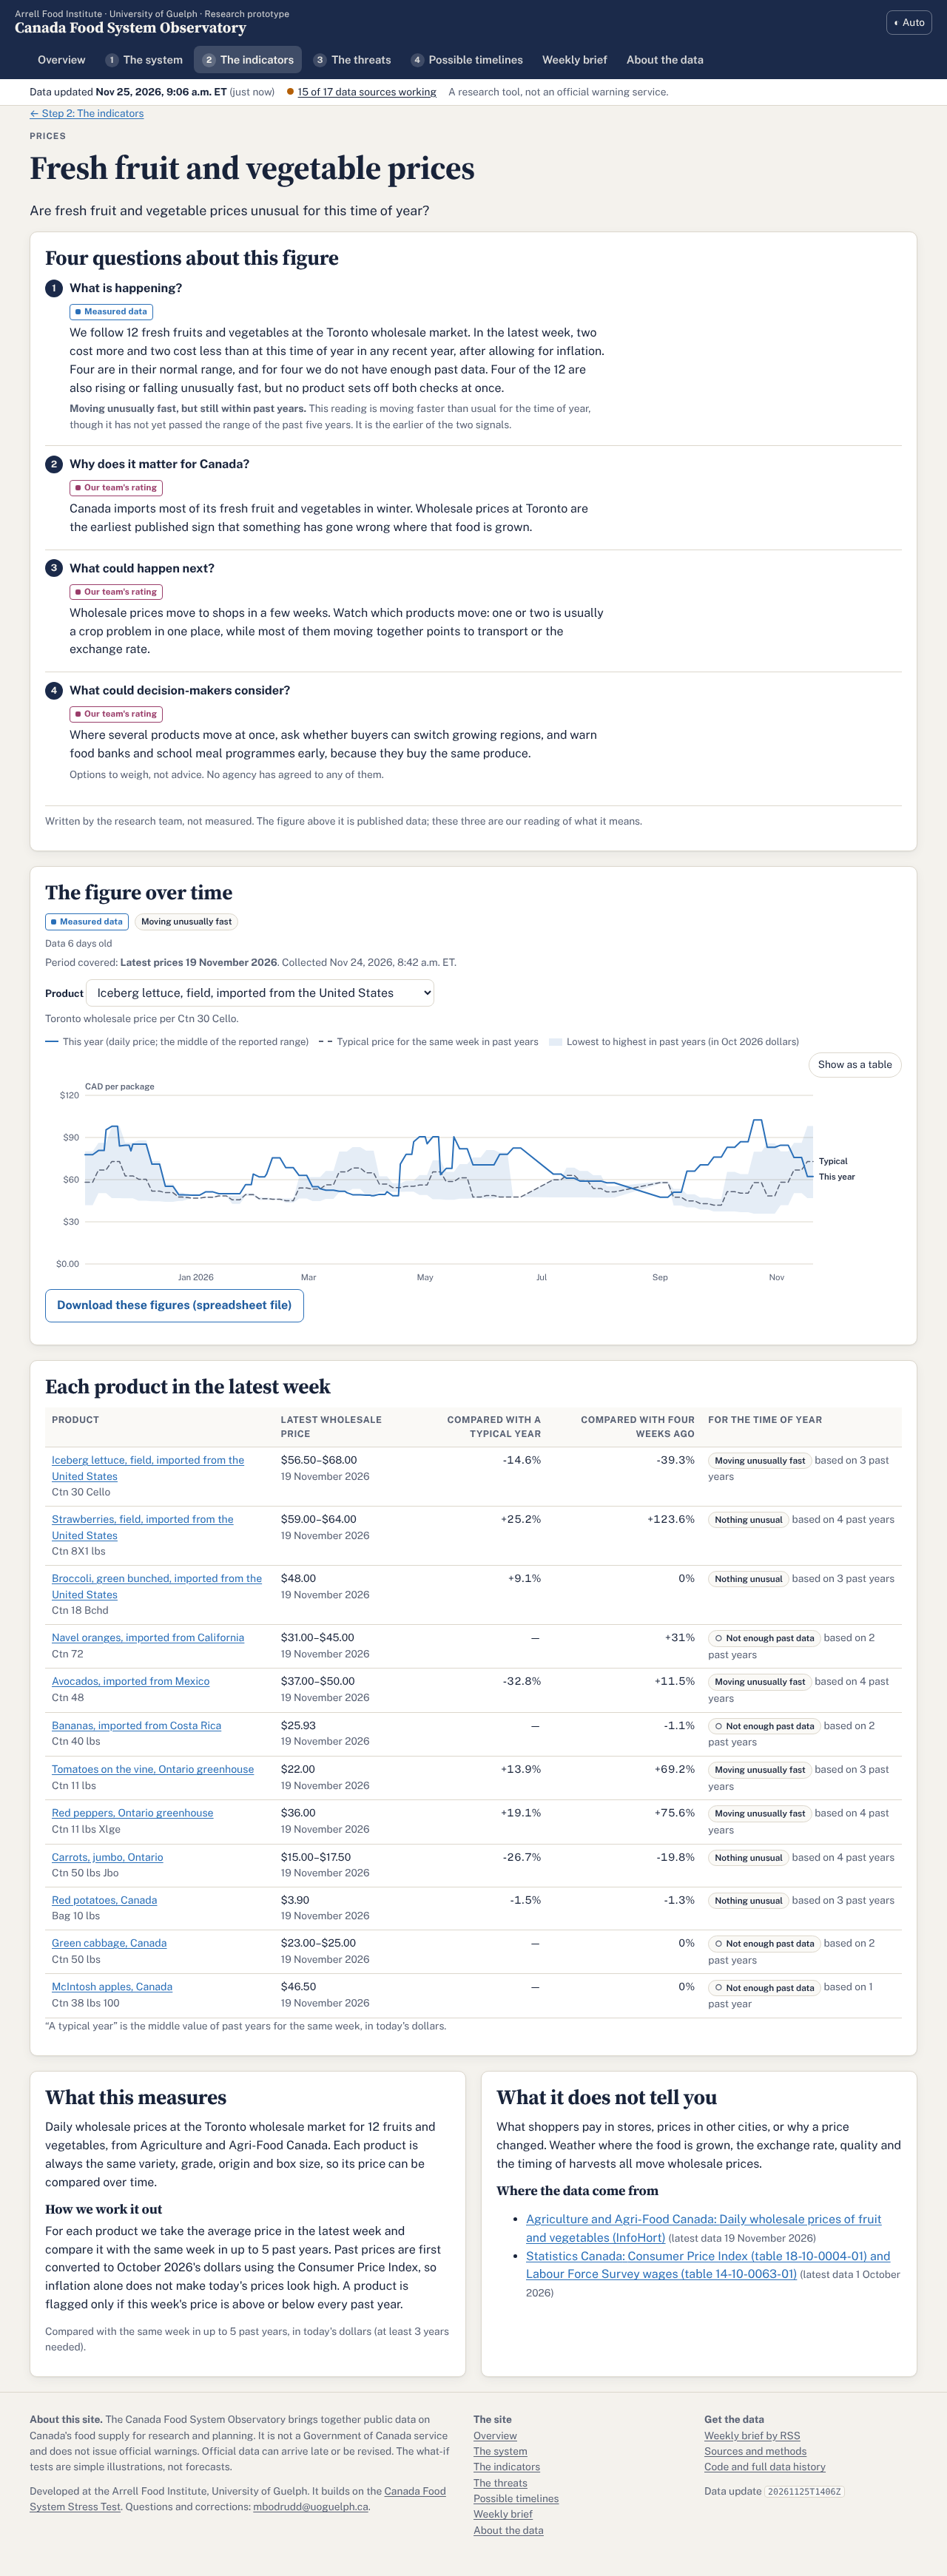 Arrell Food Institute · University of Guelph · Research prototype
Canada Food System Observatory
Auto
Overview
1 The system
2 The indicators
3 The threats
4 Possible timelines
Weekly brief
About the data
Data updated Nov 25, 2026, 9:06 a.m. ET (just now)
15 of 17 data sources working
A research tool, not an official warning service.
← Step 2: The indicators
PRICES
Fresh fruit and vegetable prices
Are fresh fruit and vegetable prices unusual for this time of year?
Four questions about this figure
1 What is happening?
Measured data
We follow 12 fresh fruits and vegetables at the Toronto wholesale market. In the latest week, two
cost more and two cost less than at this time of year in any recent year, after allowing for inflation.
Four are in their normal range, and for four we do not have enough past data. Four of the 12 are
also rising or falling unusually fast, but no product sets off both checks at once.
Moving unusually fast, but still within past years. This reading is moving faster than usual for the time of year,
though it has not yet passed the range of the past five years. It is the earlier of the two signals.
2 Why does it matter for Canada?
Our team's rating
Canada imports most of its fresh fruit and vegetables in winter. Wholesale prices at Toronto are
the earliest published sign that something has gone wrong where that food is grown.
3 What could happen next?
Our team's rating
Wholesale prices move to shops in a few weeks. Watch which products move: one or two is usually
a crop problem in one place, while most of them moving together points to transport or the
exchange rate.
4 What could decision-makers consider?
Our team's rating
Where several products move at once, ask whether buyers can switch growing regions, and warn
food banks and school meal programmes early, because they buy the same produce.
Options to weigh, not advice. No agency has agreed to any of them.
Written by the research team, not measured. The figure above it is published data; these three are our reading of what it means.
The figure over time
Measured data
Moving unusually fast
Data 6 days old
Period covered: Latest prices 19 November 2026. Collected Nov 24, 2026, 8:42 a.m. ET.
Product Iceberg lettuce, field, imported from the United States
Toronto wholesale price per Ctn 30 Cello.
This year (daily price; the middle of the reported range)
Typical price for the same week in past years
Lowest to highest in past years (in Oct 2026 dollars)
Show as a table
CAD per package
$120
$90
$60
$30
$0.00
Typical
This year
Jan 2026 Mar May Jul Sep Nov
Download these figures (spreadsheet file)
Each product in the latest week
PRODUCT LATEST WHOLESALE PRICE COMPARED WITH A TYPICAL YEAR COMPARED WITH FOUR WEEKS AGO FOR THE TIME OF YEAR
Iceberg lettuce, field, imported from the $56.50–$68.00 -14.6% -39.3% Moving unusually fast based on 3 past
United States 19 November 2026 years
Ctn 30 Cello
Strawberries, field, imported from the $59.00–$64.00 +25.2% +123.6% Nothing unusual based on 4 past years
United States 19 November 2026
Ctn 8X1 lbs
Broccoli, green bunched, imported from the $48.00 +9.1% 0% Nothing unusual based on 3 past years
United States 19 November 2026
Ctn 18 Bchd
Navel oranges, imported from California $31.00–$45.00 — +31% Not enough past data based on 2
Ctn 72 19 November 2026 past years
Avocados, imported from Mexico $37.00–$50.00 -32.8% +11.5% Moving unusually fast based on 4 past
Ctn 48 19 November 2026 years
Bananas, imported from Costa Rica $25.93 — -1.1% Not enough past data based on 2
Ctn 40 lbs 19 November 2026 past years
Tomatoes on the vine, Ontario greenhouse $22.00 +13.9% +69.2% Moving unusually fast based on 3 past
Ctn 11 lbs 19 November 2026 years
Red peppers, Ontario greenhouse $36.00 +19.1% +75.6% Moving unusually fast based on 4 past
Ctn 11 lbs Xlge 19 November 2026 years
Carrots, jumbo, Ontario $15.00–$17.50 -26.7% -19.8% Nothing unusual based on 4 past years
Ctn 50 lbs Jbo 19 November 2026
Red potatoes, Canada $3.90 -1.5% -1.3% Nothing unusual based on 3 past years
Bag 10 lbs 19 November 2026
Green cabbage, Canada $23.00–$25.00 — 0% Not enough past data based on 2
Ctn 50 lbs 19 November 2026 past years
McIntosh apples, Canada $46.50 — 0% Not enough past data based on 1
Ctn 38 lbs 100 19 November 2026 past year
“A typical year” is the middle value of past years for the same week, in today's dollars.
What this measures
Daily wholesale prices at the Toronto wholesale market for 12 fruits and
vegetables, from Agriculture and Agri-Food Canada. Each product is
always the same variety, grade, origin and box size, so its price can be
compared over time.
How we work it out
For each product we take the average price in the latest week and
compare it with the same week in up to 5 past years. Past prices are first
converted to October 2026's dollars using the Consumer Price Index, so
inflation alone does not make today's prices look high. A product is
flagged only if this week's price is above or below every past year.
Compared with the same week in up to 5 past years, in today's dollars (at least 3 years
needed).
What it does not tell you
What shoppers pay in stores, prices in other cities, or why a price
changed. Weather where the food is grown, the exchange rate, quality and
the timing of harvests all move wholesale prices.
Where the data come from
• Agriculture and Agri-Food Canada: Daily wholesale prices of fruit
and vegetables (InfoHort) (latest data 19 November 2026)
• Statistics Canada: Consumer Price Index (table 18-10-0004-01) and
Labour Force Survey wages (table 14-10-0063-01) (latest data 1 October
2026)
About this site. The Canada Food System Observatory brings together public data on
Canada's food supply for research and planning. It is not a Government of Canada service
and does not issue official warnings. Official data can arrive late or be revised. The what-if
tests are simple illustrations, not forecasts.
Developed at the Arrell Food Institute, University of Guelph. It builds on the Canada Food
System Stress Test. Questions and corrections: mbodrudd@uoguelph.ca.
The site
Overview
The system
The indicators
The threats
Possible timelines
Weekly brief
About the data
Get the data
Weekly brief by RSS
Sources and methods
Code and full data history
Data update 20261125T1406Z